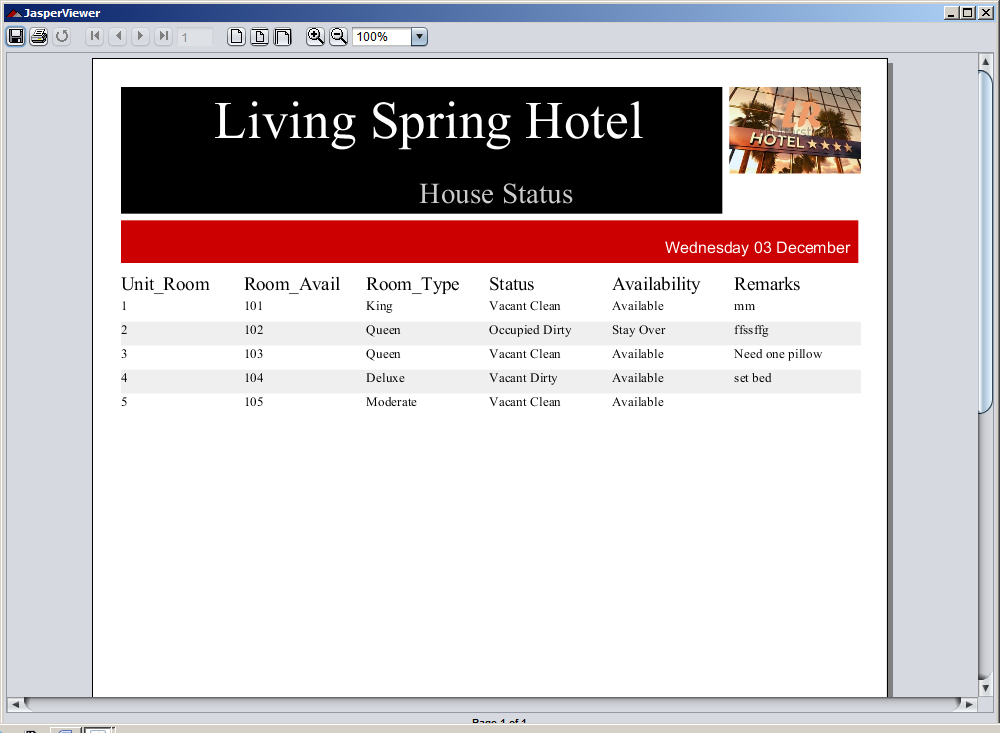 JasperViewer
1
100%
Living Spring Hotel
House Status
HOTEL★★★★
Wednesday 03 December
Unit_Room Room_Avail Room_Type Status Availability Remarks
1 101 King Vacant Clean Available mm
2 102 Queen Occupied Dirty Stay Over ffssffg
3 103 Queen Vacant Clean Available Need one pillow
4 104 Deluxe Vacant Dirty Available set bed
5 105 Moderate Vacant Clean Available
Page 1 of 1